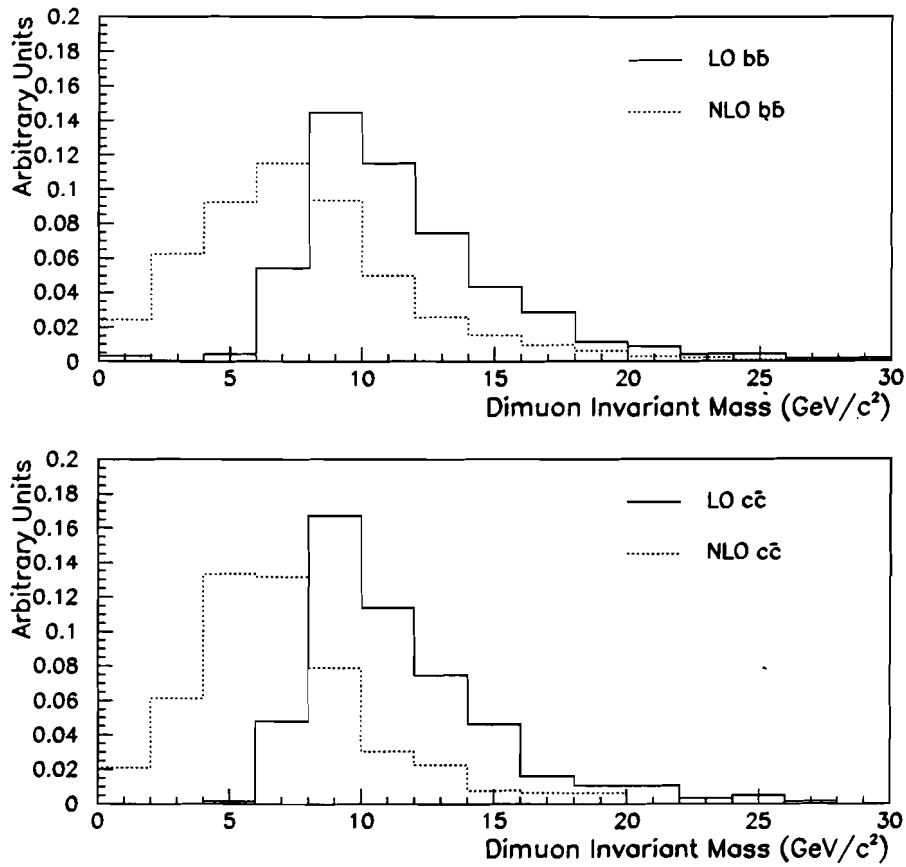 Arbitrary Units
0.2
0.18
0.16
0.14
0.12
0.1
0.08
0.06
0.04
0.02
0
LO bb̄
NLO bb̄
0 5 10 15 20 25 30
Dimuon Invariant Mass (GeV/c²)
Arbitrary Units
0.2
0.18
0.16
0.14
0.12
0.1
0.08
0.06
0.04
0.02
0
LO cc̄
NLO cc̄
0 5 10 15 20 25 30
Dimuon Invariant Mass (GeV/c²)